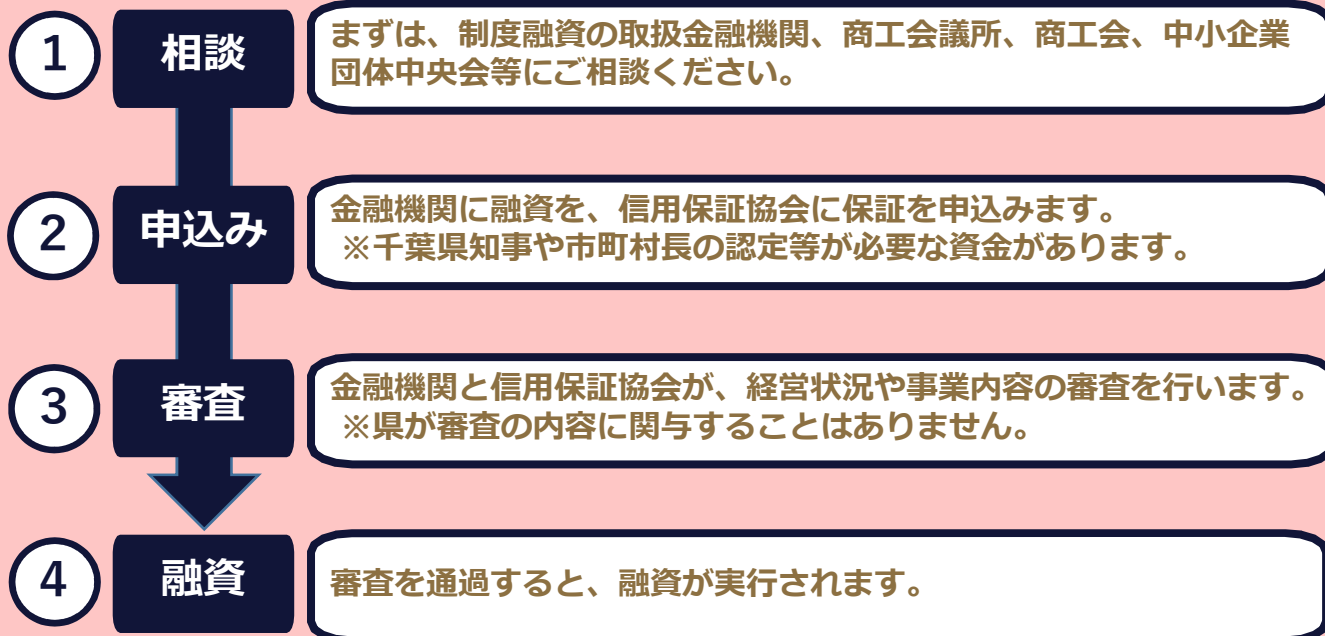 1
相談
まずは、制度融資の取扱金融機関、商工会議所、商工会、中小企業
団体中央会等にご相談ください。
2
申込み
金融機関に融資を、信用保証協会に保証を申込みます。
※千葉県知事や市町村長の認定等が必要な資金があります。
3
審査
金融機関と信用保証協会が、経営状況や事業内容の審査を行います。
※県が審査の内容に関与することはありません。
4
融資
審査を通過すると、融資が実行されます。